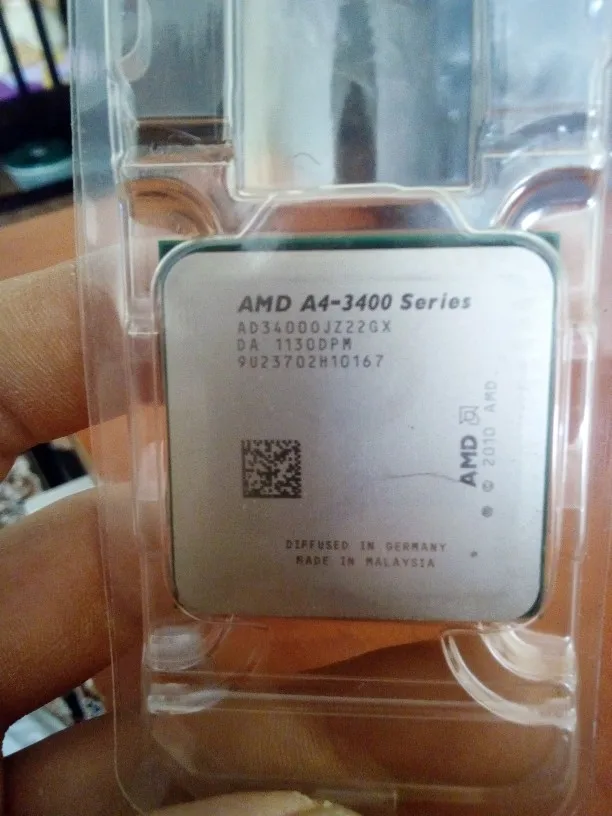 AMD A4-3400 Series
AD3400OJZ22GX
DA 1130DPM
9U23702H10167
AMD
© 2010 AMD
DIFFUSED IN GERMANY
MADE IN MALAYSIA